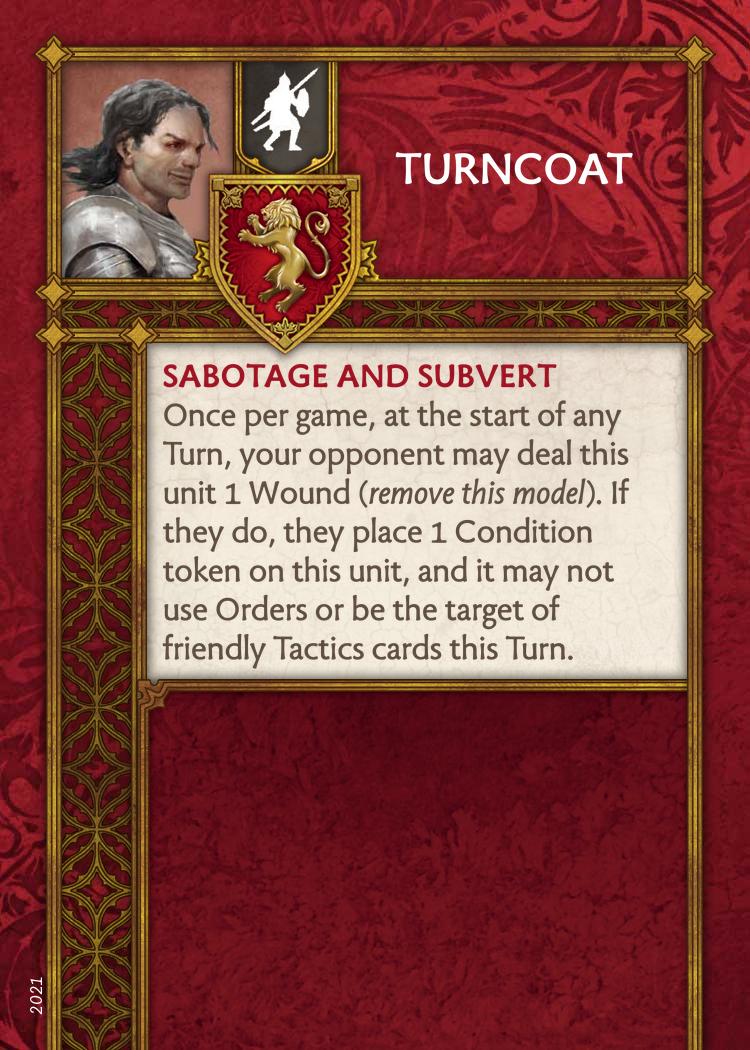 TURNCOAT
SABOTAGE AND SUBVERT
Once per game, at the start of any
Turn, your opponent may deal this
unit 1 Wound (remove this model). If
they do, they place 1 Condition
token on this unit, and it may not
use Orders or be the target of
friendly Tactics cards this Turn.
2021